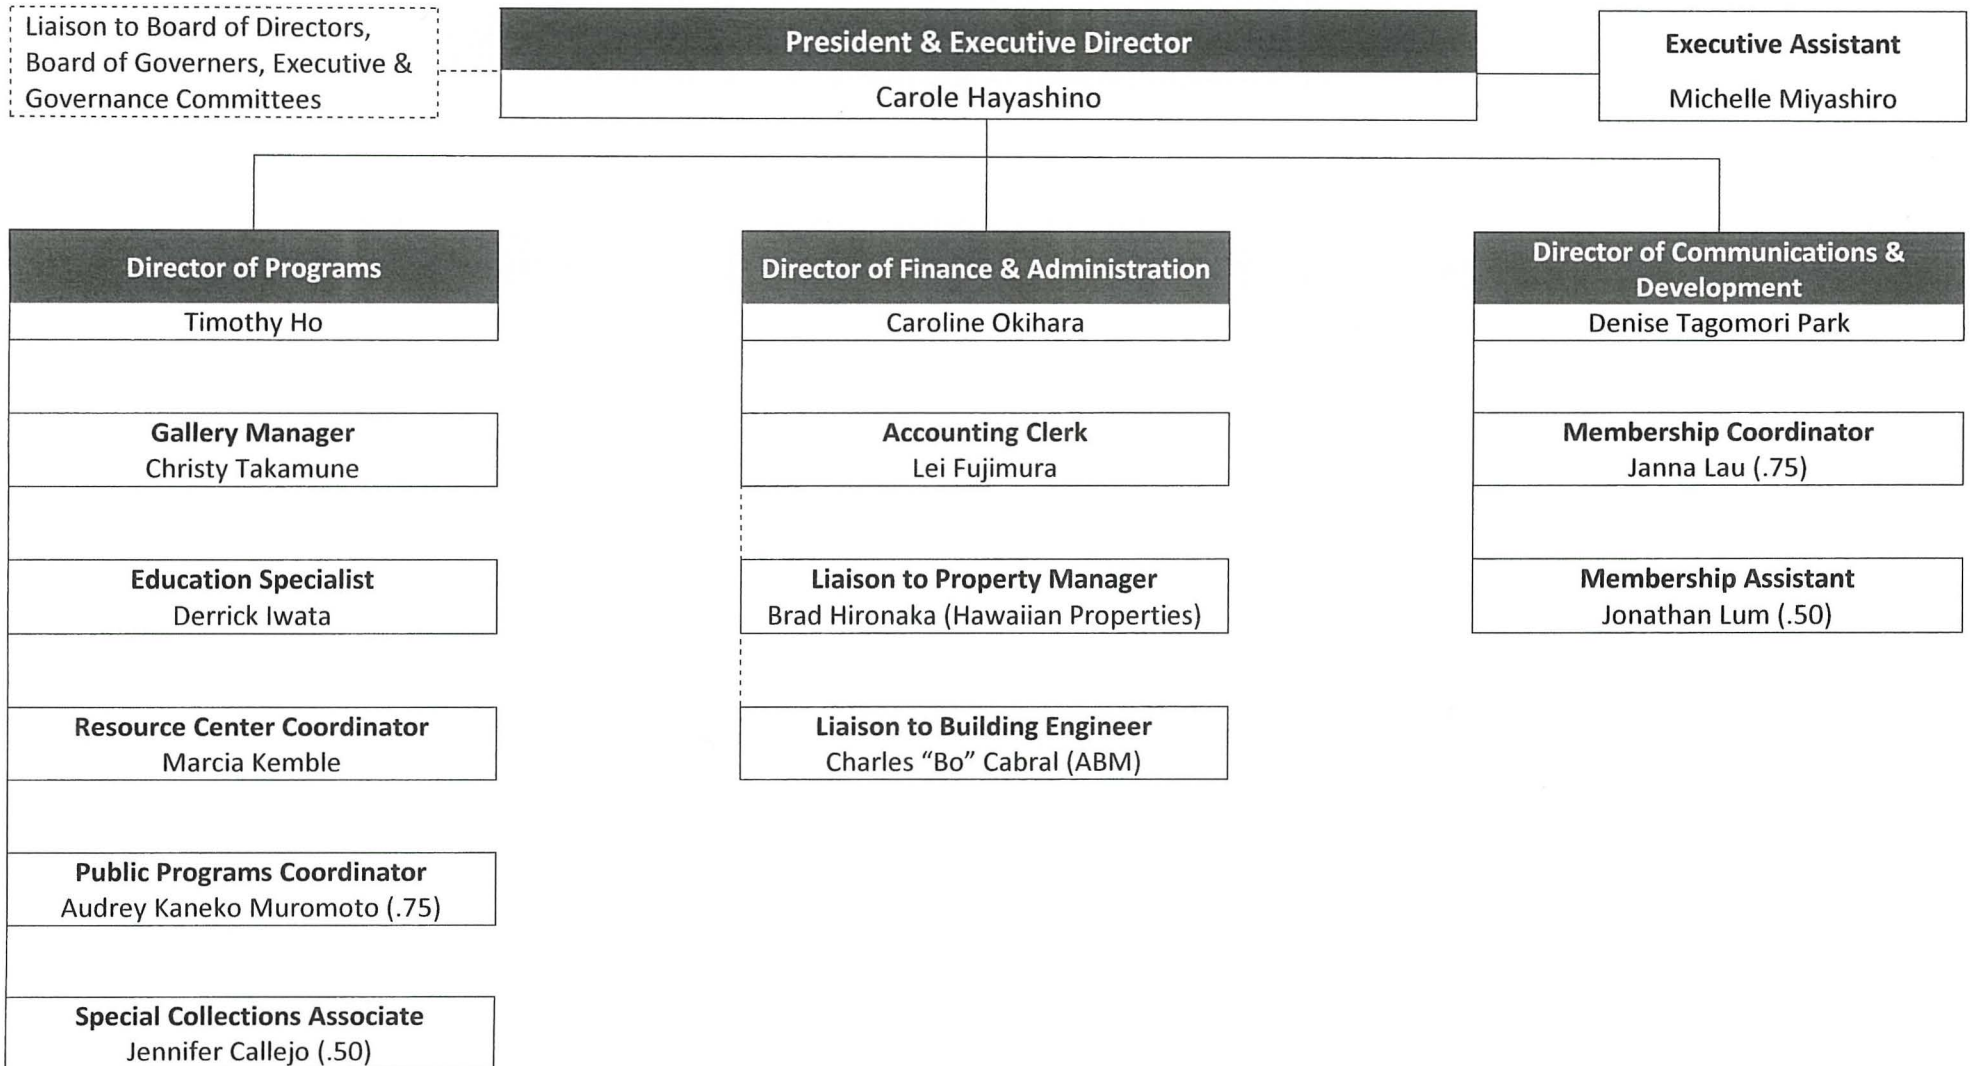 Liaison to Board of Directors,
Board of Governers, Executive &
Governance Committees
President & Executive Director
Carole Hayashino
Executive Assistant
Michelle Miyashiro
Director of Programs
Timothy Ho
Gallery Manager
Christy Takamune
Education Specialist
Derrick Iwata
Resource Center Coordinator
Marcia Kemble
Public Programs Coordinator
Audrey Kaneko Muromoto (.75)
Special Collections Associate
Jennifer Callejo (.50)
Director of Finance & Administration
Caroline Okihara
Accounting Clerk
Lei Fujimura
Liaison to Property Manager
Brad Hironaka (Hawaiian Properties)
Liaison to Building Engineer
Charles “Bo” Cabral (ABM)
Director of Communications &
Development
Denise Tagomori Park
Membership Coordinator
Janna Lau (.75)
Membership Assistant
Jonathan Lum (.50)